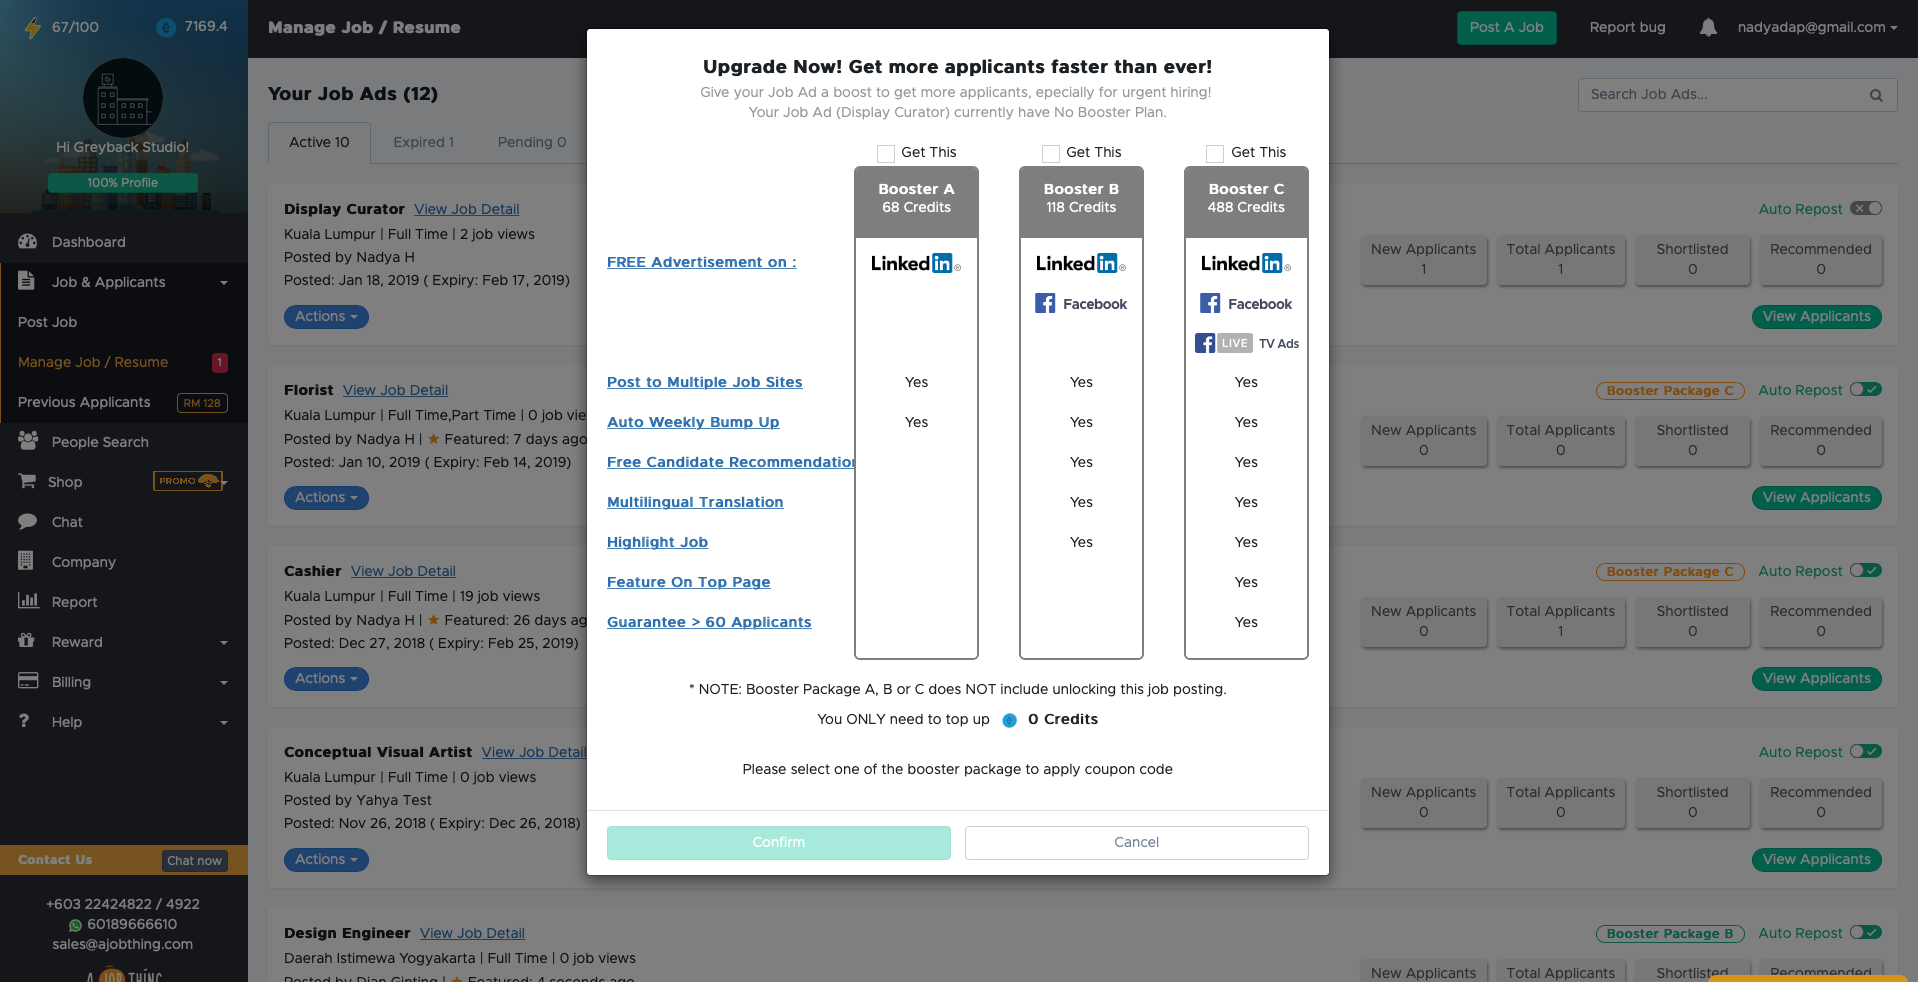 67/100
7169.4
Hi Greyback Studio!
100% Profile
Dashboard
Job & Applicants
Post Job
Manage Job / Resume 1
Previous Applicants RM 128
People Search
Shop PROMO
Chat
Company
Report
Reward
Billing
Help
Contact Us Chat now
+603 22424822 / 4922
60189666610
sales@ajobthing.com
A JOB THING
Manage Job / Resume
Post A Job
Report bug
nadyadap@gmail.com
Your Job Ads (12)
Search Job Ads...
Active 10 Expired 1 Pending 0
Display Curator View Job Detail
Kuala Lumpur | Full Time | 2 job views
Posted by Nadya H
Posted: Jan 18, 2019 ( Expiry: Feb 17, 2019)
Actions
Auto Repost
New Applicants Total Applicants Shortlisted Recommended
1 1 0 0
View Applicants
Florist View Job Detail
Kuala Lumpur | Full Time,Part Time | 0 job vie
Posted by Nadya H | Featured: 7 days ago
Posted: Jan 10, 2019 ( Expiry: Feb 14, 2019)
Actions
Booster Package C Auto Repost
New Applicants Total Applicants Shortlisted Recommended
0 0 0 0
View Applicants
Cashier View Job Detail
Kuala Lumpur | Full Time | 19 job views
Posted by Nadya H | Featured: 26 days ag
Posted: Dec 27, 2018 ( Expiry: Feb 25, 2019)
Actions
Booster Package C Auto Repost
New Applicants Total Applicants Shortlisted Recommended
0 1 0 0
View Applicants
Conceptual Visual Artist View Job Detail
Kuala Lumpur | Full Time | 0 job views
Posted by Yahya Test
Posted: Nov 26, 2018 ( Expiry: Dec 26, 2018)
Actions
Auto Repost
New Applicants Total Applicants Shortlisted Recommended
0 0 0 0
View Applicants
Design Engineer View Job Detail
Daerah Istimewa Yogyakarta | Full Time | 0 job views
Posted by Dian Ginting | Featured: 4 seconds ago
Booster Package B Auto Repost
New Applicants Total Applicants Shortlisted Recommended
Upgrade Now! Get more applicants faster than ever!
Give your Job Ad a boost to get more applicants, epecially for urgent hiring!
Your Job Ad (Display Curator) currently have No Booster Plan.
Get This Get This Get This
Booster A Booster B Booster C
68 Credits 118 Credits 488 Credits
FREE Advertisement on : LinkedIn LinkedIn LinkedIn
Facebook Facebook
LIVE TV Ads
Post to Multiple Job Sites Yes Yes Yes
Auto Weekly Bump Up Yes Yes Yes
Free Candidate Recommendation Yes Yes
Multilingual Translation Yes Yes
Highlight Job Yes Yes
Feature On Top Page Yes
Guarantee > 60 Applicants Yes
* NOTE: Booster Package A, B or C does NOT include unlocking this job posting.
You ONLY need to top up 0 Credits
Please select one of the booster package to apply coupon code
Confirm Cancel